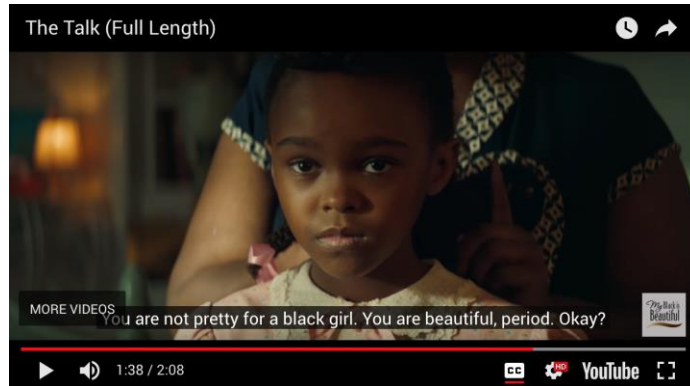 The Talk (Full Length)
My Black is
Beautiful
MORE VIDEOS
You are not pretty for a black girl. You are beautiful, period. Okay?
1:38 / 2:08
CC
HD
YouTube